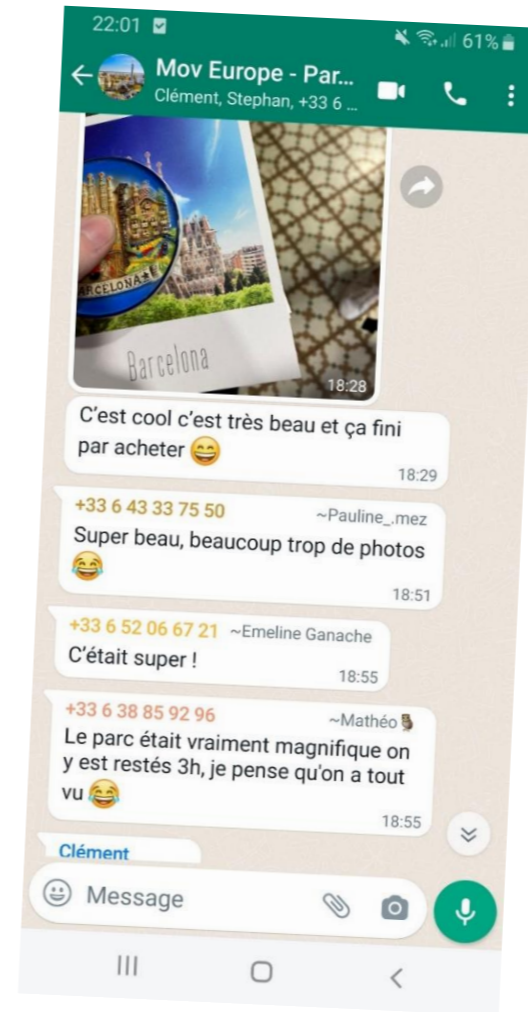 22:01
61%
Mov Europe - Par...
Clément, Stephan, +33 6 ...
ARCELONA
Barcelona
18:28
C'est cool c'est très beau et ça fini
par acheter 😄
18:29
+33 6 43 33 75 50 ~Pauline_.mez
Super beau, beaucoup trop de photos
😂
18:51
+33 6 52 06 67 21 ~Emeline Ganache
C'était super !
18:55
+33 6 38 85 92 96 ~Mathéo🦉
Le parc était vraiment magnifique on
y est restés 3h, je pense qu'on a tout
vu 😂
18:55
Clément
Message